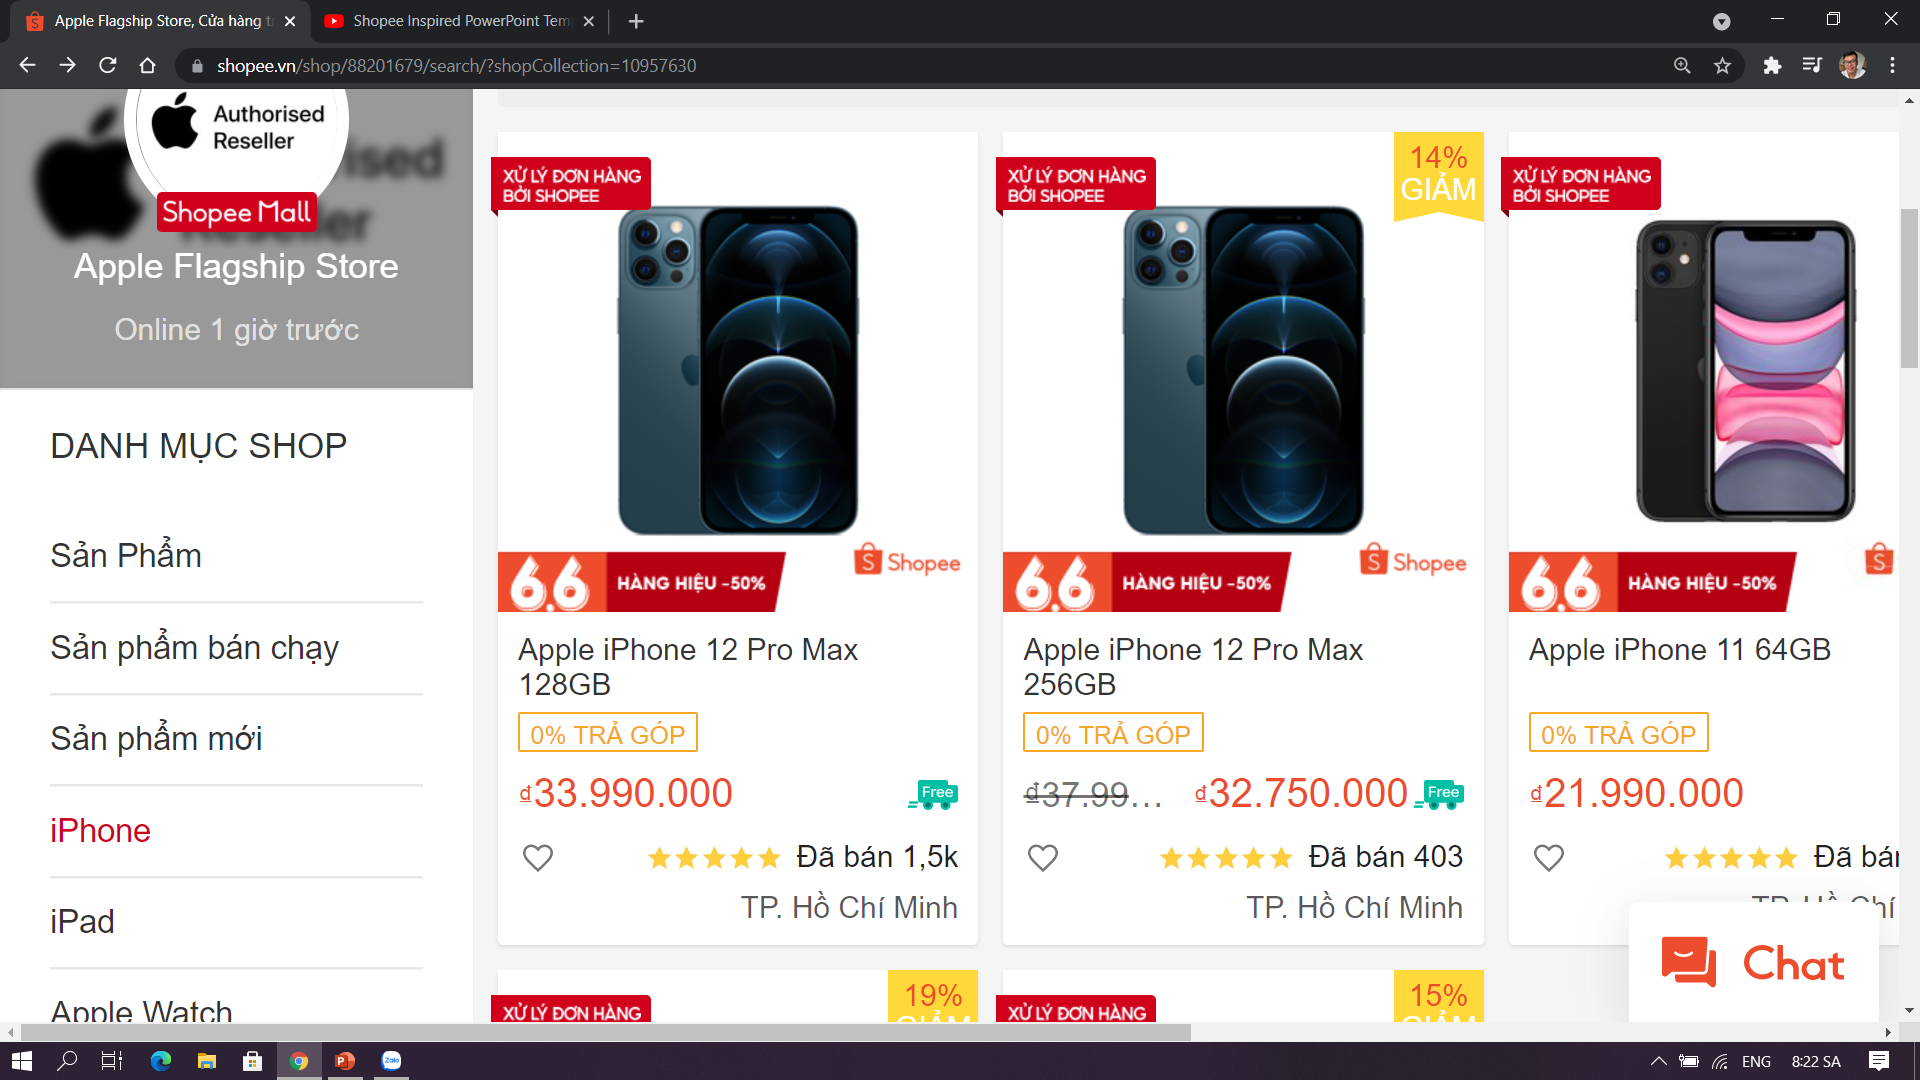 Apple Flagship Store, Cửa hàng
Shopee Inspired PowerPoint
shopee.vn/shop/88201679/search/?shopCollection=10957630
Authorised
Reseller
Shopee Mall
Apple Flagship Store
Online 1 giờ trước
DANH MỤC SHOP
Sản Phẩm
Sản phẩm bán chạy
Sản phẩm mới
iPhone
iPad
Apple Watch
XỬ LÝ ĐƠN HÀNG
BỞI SHOPEE
6.6
HÀNG HIỆU -50%
S Shopee
Apple iPhone 12 Pro Max
128GB
0% TRẢ GÓP
₫33.990.000
Free
Đã bán 1,5k
TP. Hồ Chí Minh
XỬ LÝ ĐƠN HÀNG
BỞI SHOPEE
14%
GIẢM
6.6
HÀNG HIỆU -50%
S Shopee
Apple iPhone 12 Pro Max
256GB
0% TRẢ GÓP
₫37.99...
₫32.750.000
Free
Đã bán 403
TP. Hồ Chí Minh
XỬ LÝ ĐƠN HÀNG
BỞI SHOPEE
6.6
HÀNG HIỆU -50%
S
Apple iPhone 11 64GB
0% TRẢ GÓP
₫21.990.000
Đã
Chat
XỬ LÝ ĐƠN HÀNG
19%
GIẢM
XỬ LÝ ĐƠN HÀNG
15%
GIẢM
Zalo
ENG
8:22 SA